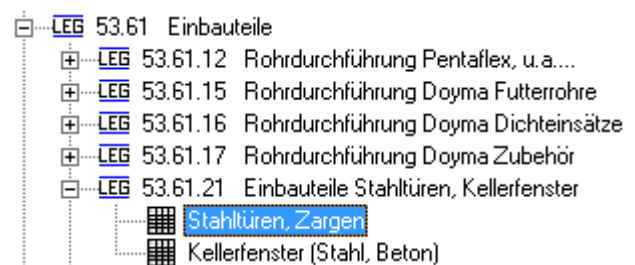 LEG 53.61 Einbauteile
LEG 53.61.12 Rohrdurchführung Pentaflex, u.a....
LEG 53.61.15 Rohrdurchführung Doyma Futterrohre
LEG 53.61.16 Rohrdurchführung Doyma Dichteinsätze
LEG 53.61.17 Rohrdurchführung Doyma Zubehör
LEG 53.61.21 Einbauteile Stahltüren, Kellerfenster
Stahltüren, Zargen
Kellerfenster (Stahl, Beton)